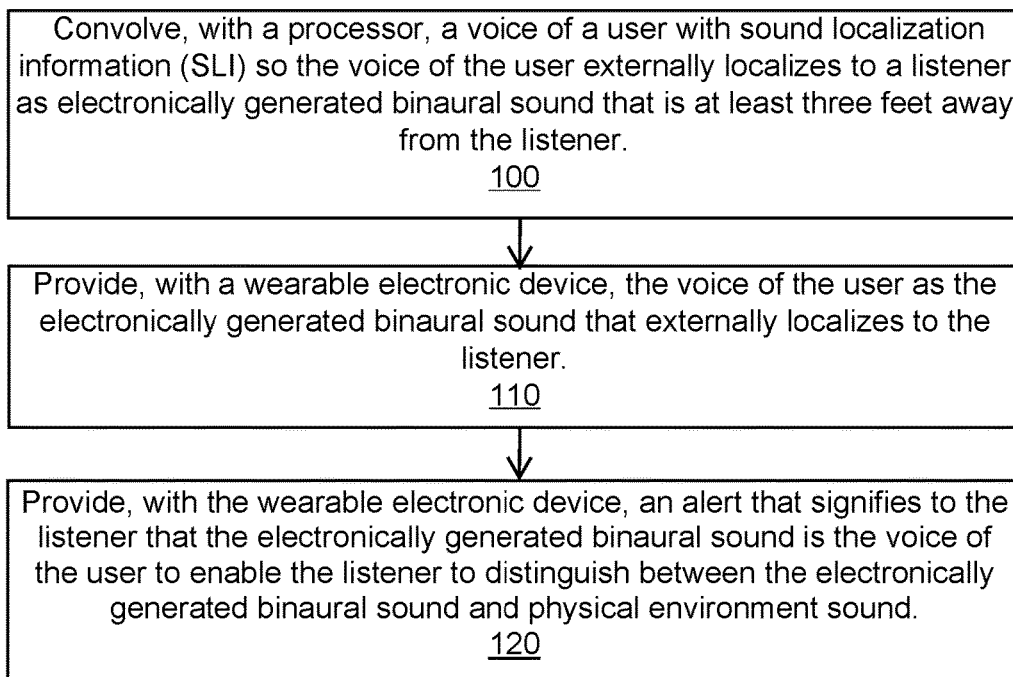 Convolve, with a processor, a voice of a user with sound localization
information (SLI) so the voice of the user externally localizes to a listener
as electronically generated binaural sound that is at least three feet away
from the listener.
100
Provide, with a wearable electronic device, the voice of the user as the
electronically generated binaural sound that externally localizes to the
listener.
110
Provide, with the wearable electronic device, an alert that signifies to the
listener that the electronically generated binaural sound is the voice of
the user to enable the listener to distinguish between the electronically
generated binaural sound and physical environment sound.
120